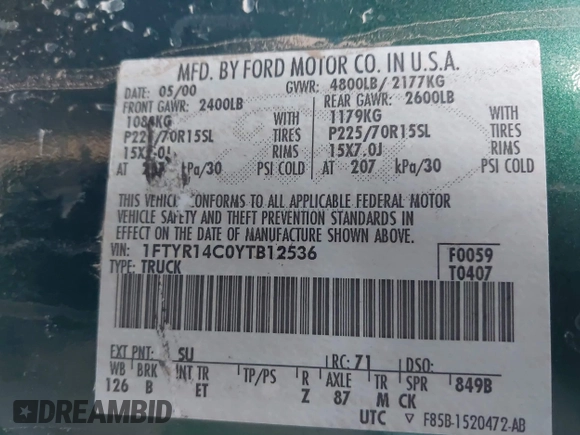 MFD. BY FORD MOTOR CO. IN U.S.A.
DATE: 05/00 GVWR: 4800LB/ 2177KG
FRONT GAWR: 2400LB REAR GAWR: 2600LB
WITH 1179KG WITH
P225/70R15SL TIRES P225/70R15SL TIRES
RIMS 15X7.0J RIMS
AT kPa/30 PSI COLD AT 207 kPa/30 PSI COLD
THIS VEHICLE CONFORMS TO ALL APPLICABLE FEDERAL MOTOR
VEHICLE SAFETY AND THEFT PREVENTION STANDARDS IN
EFFECT ON THE DATE OF MANUFACTURE SHOWN ABOVE.
VIN: 1FTYR14C0YTB12536 F0059
TYPE: TRUCK T0407
EXT PNT: SU RC: 71 DSO:
WB BRK INT TR TP/PS R AXLE TR SPR 849B
126 B ET Z 87 M CK
UTC F85B-1520472-AB
DREAMBID